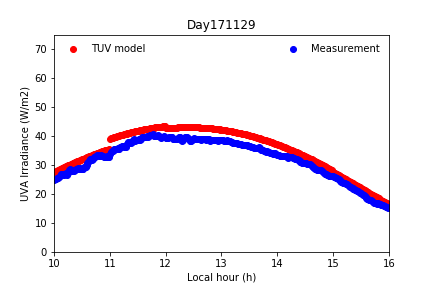 Day171129
TUV model
Measurement
UVA Irradiance (W/m2)
70
60
50
40
30
20
10
0
10 11 12 13 14 15 16
Local hour (h)